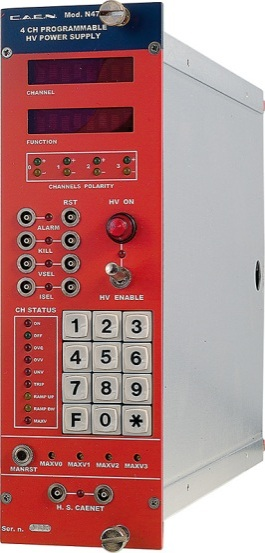 C.A.E.N. Mod. N47
4 CH PROGRAMMABLE
HV POWER SUPPLY
CHANNEL
FUNCTION
0 1 2 3
CHANNELS POLARITY
RST HV ON
ALARM
KILL
VSEL
ISEL HV ENABLE
CH STATUS
ON
OFF
OVC
OVV
UNV
TRIP
RAMP UP
RAMP DW
MAXV
1 2 3
4 5 6
7 8 9
F 0 *
MANRST MAXV0 MAXV1 MAXV2 MAXV3
H. S. CAENET
Ser. n.